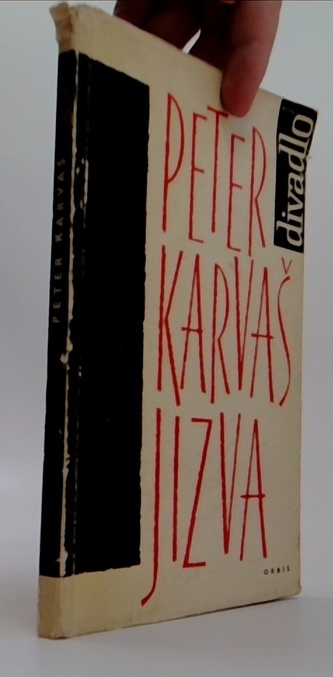 PETER KARVAŠ
divadlo
PETER
KARVAŠ
JIZVA
ORBIS